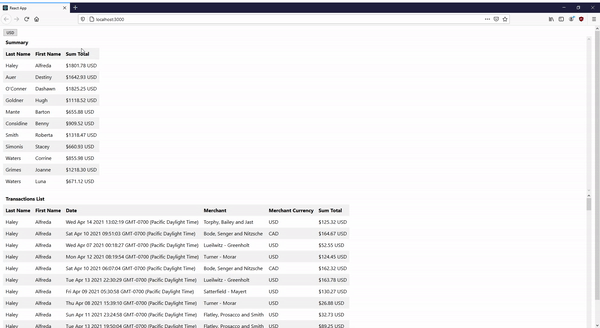 React App
localhost:3000
USD
Summary
Last Name First Name Sum Total
Haley Alfreda $1801.78 USD
Auer Destiny $1642.93 USD
O'Conner Dashawn $1825.25 USD
Goldner Hugh $1118.52 USD
Mante Barton $655.88 USD
Considine Benny $909.52 USD
Smith Roberta $1318.47 USD
Simonis Stacey $660.93 USD
Waters Corrine $855.98 USD
Grimes Joanne $1218.30 USD
Waters Luna $671.12 USD
Transactions List
Last Name First Name Date Merchant Merchant Currency Sum Total
Haley Alfreda Wed Apr 14 2021 13:02:19 GMT-0700 (Pacific Daylight Time) Torphy, Bailey and Jast USD $125.32 USD
Haley Alfreda Sat Apr 10 2021 09:51:03 GMT-0700 (Pacific Daylight Time) Bode, Senger and Nitzsche CAD $164.67 USD
Haley Alfreda Wed Apr 07 2021 00:18:27 GMT-0700 (Pacific Daylight Time) Lueilwitz - Greenholt USD $52.55 USD
Haley Alfreda Mon Apr 12 2021 08:19:54 GMT-0700 (Pacific Daylight Time) Turner - Morar USD $124.45 USD
Haley Alfreda Sat Apr 10 2021 06:07:04 GMT-0700 (Pacific Daylight Time) Bode, Senger and Nitzsche CAD $162.32 USD
Haley Alfreda Tue Apr 13 2021 22:30:29 GMT-0700 (Pacific Daylight Time) Lueilwitz - Greenholt USD $163.78 USD
Haley Alfreda Fri Apr 09 2021 05:30:58 GMT-0700 (Pacific Daylight Time) Satterfield - Mayert USD $130.27 USD
Haley Alfreda Thu Apr 08 2021 15:39:10 GMT-0700 (Pacific Daylight Time) Turner - Morar USD $26.88 USD
Haley Alfreda Sun Apr 11 2021 23:24:58 GMT-0700 (Pacific Daylight Time) Flatley, Prosacco and Smith USD $32.73 USD
Haley Alfreda Tue Apr 13 2021 19:50:04 GMT-0700 (Pacific Daylight Time) Flatley, Prosacco and Smith USD $89.25 USD